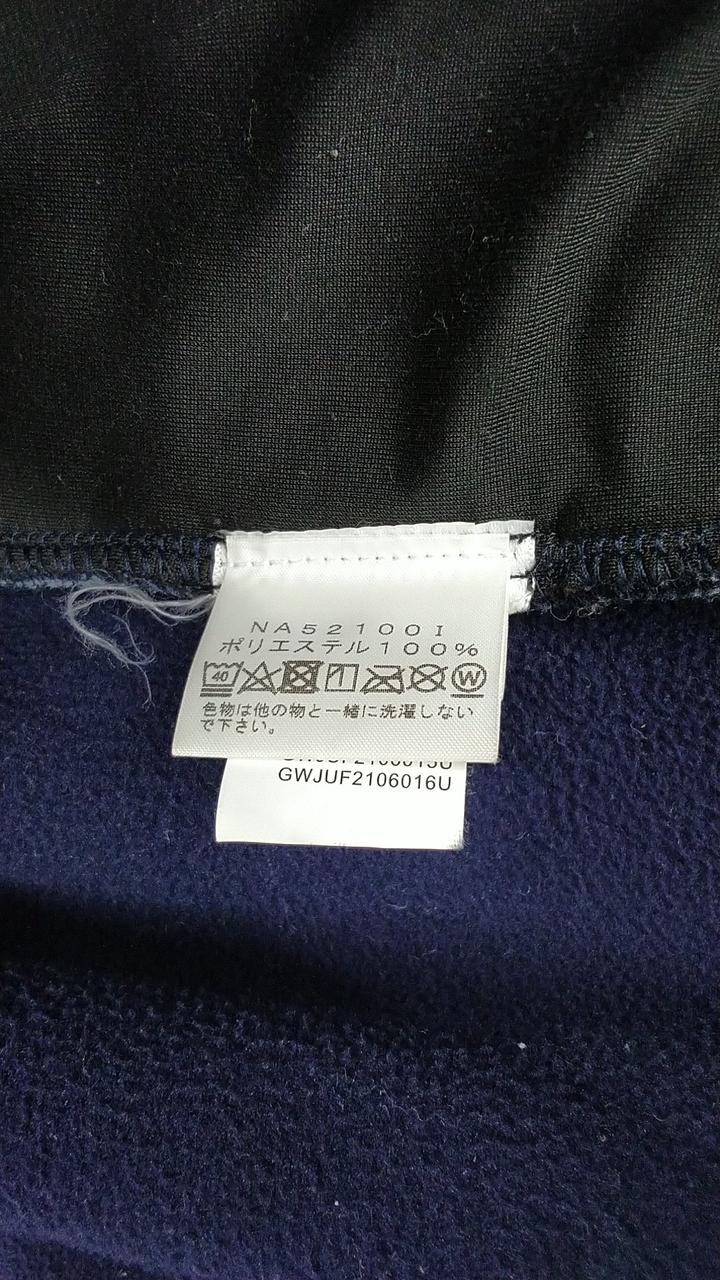 NA52100I
ポリエステル100%
40
W
色物は他の物と一緒に洗濯しない
で下さい。
GWJUF2106016U